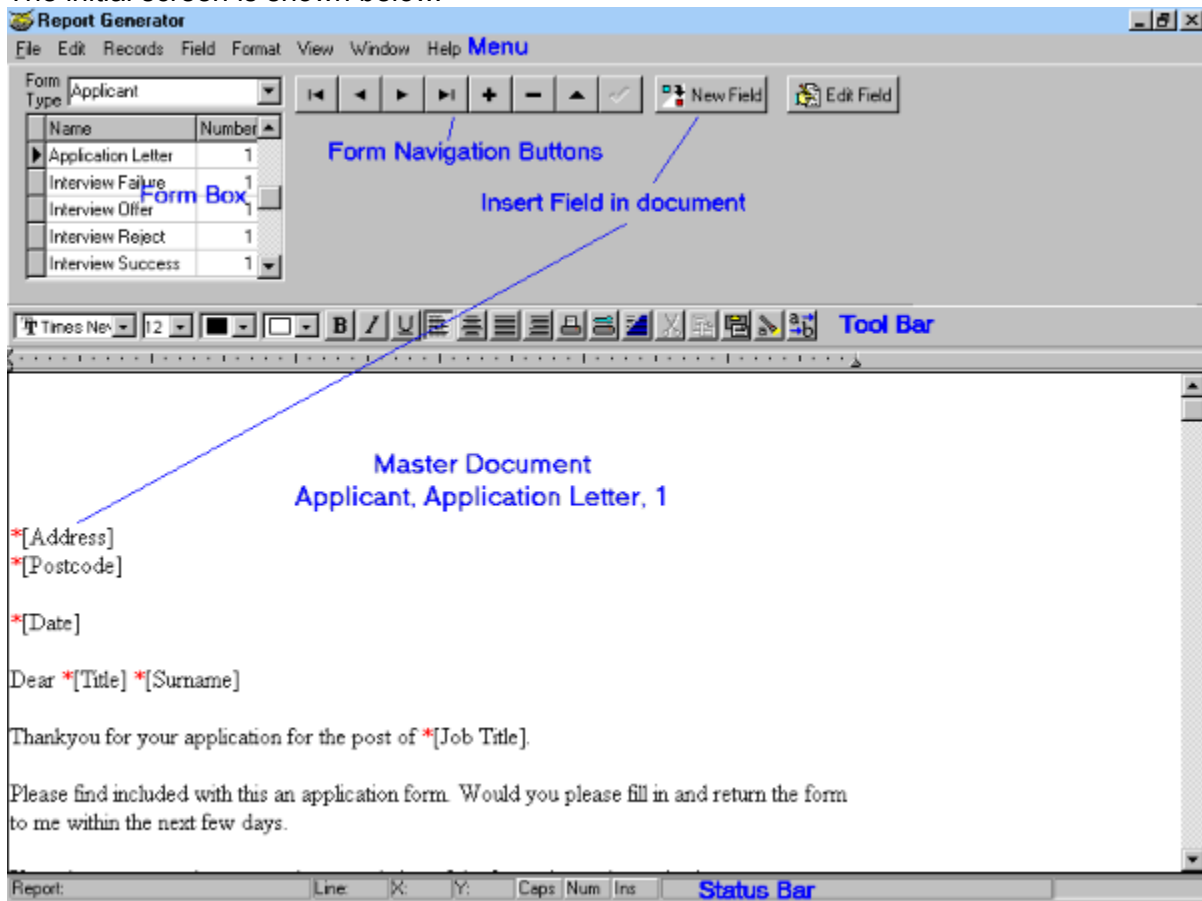 The initial screen is shown below.
Report Generator
File Edit Records Field Format View Window Help Menu
Form Type Applicant
New Field Edit Field
Name Number
Application Letter 1
Interview Failure 1
Interview Offer 1
Interview Reject 1
Interview Success 1
Form Box
Form Navigation Buttons
Insert Field in document
Times Nev 12 B I U Tool Bar
Master Document
Applicant, Application Letter, 1
*[Address]
*[Postcode]
*[Date]
Dear *[Title] *[Surname]
Thankyou for your application for the post of *[Job Title].
Please find included with this an application form. Would you please fill in and return the form
to me within the next few days.
Report: Line: X: Y: Caps Num Ins Status Bar